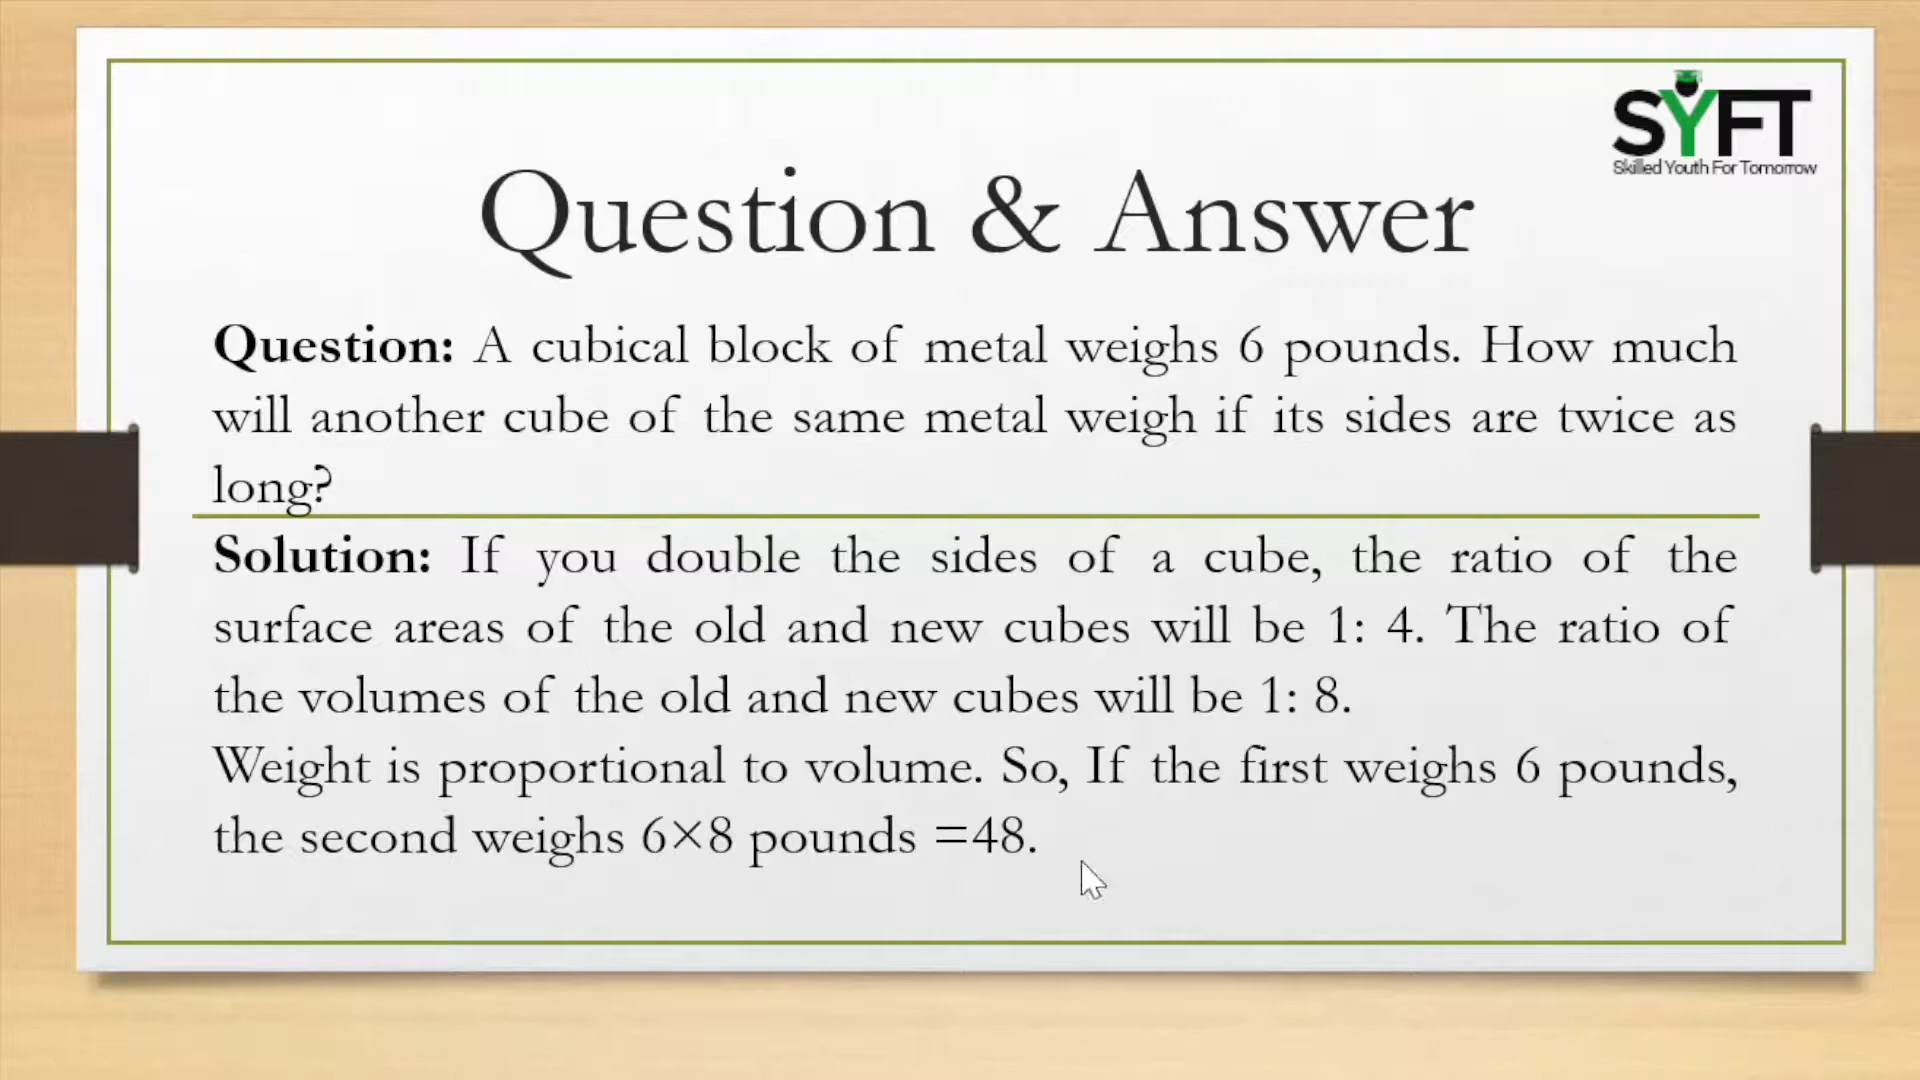 SYFT
Skilled Youth For Tomorrow
Question & Answer
Question: A cubical block of metal weighs 6 pounds. How much
will another cube of the same metal weigh if its sides are twice as
long?
Solution: If you double the sides of a cube, the ratio of the
surface areas of the old and new cubes will be 1: 4. The ratio of
the volumes of the old and new cubes will be 1: 8.
Weight is proportional to volume. So, If the first weighs 6 pounds,
the second weighs 6×8 pounds =48.